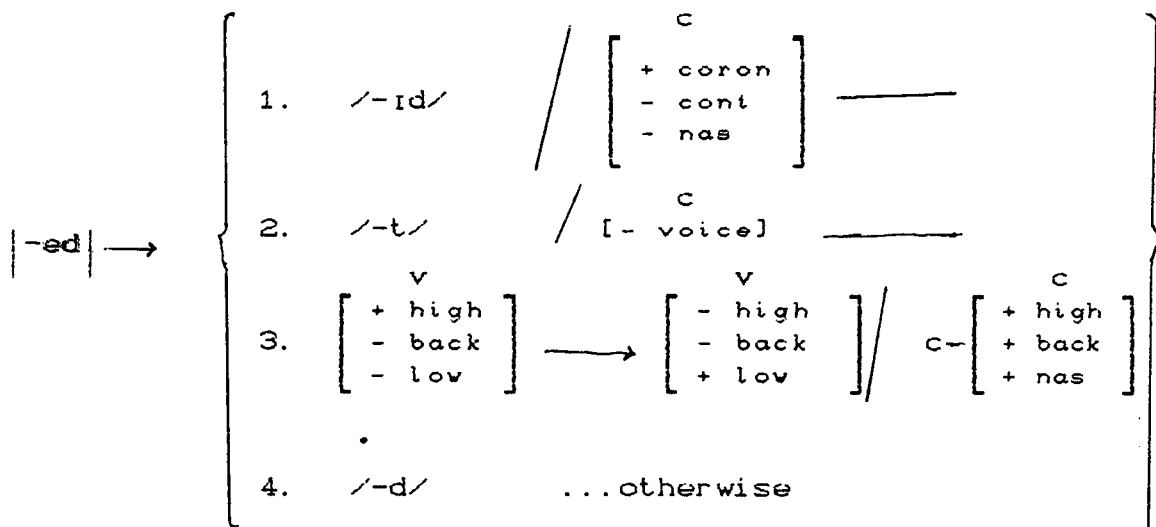 C
+ coron
1. /-ɪd/ / - cont ———
- nas
C
|-ed| → 2. /-t/ / [- voice] ———
V V C
+ high - high + high
3. - back → - back / C- + back
- low + low + nas
.
4. /-d/ ...otherwise